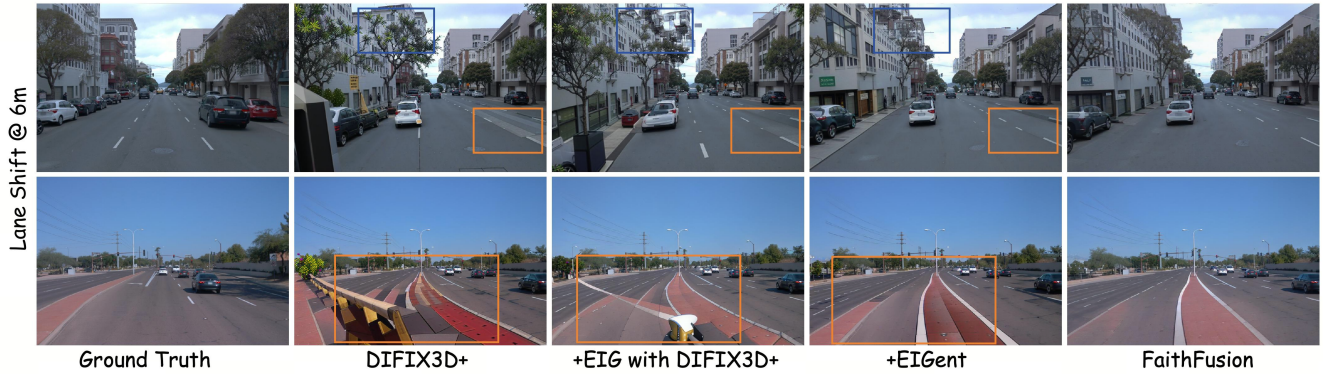 Lane Shift @ 6m
Ground Truth
DIFIX3D+
+EIG with DIFIX3D+
+EIGent
FaithFusion